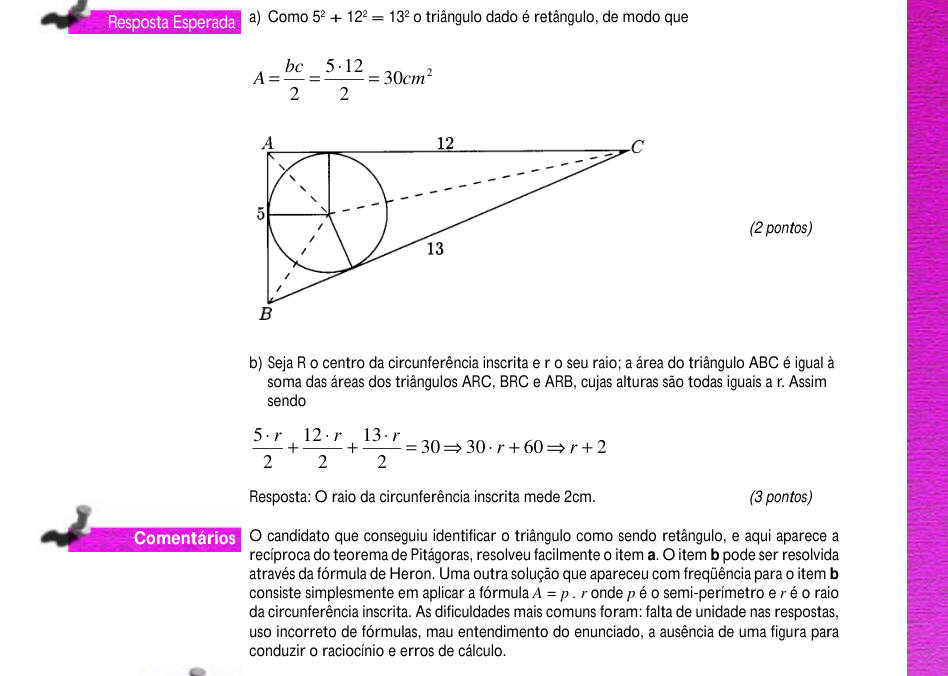 Resposta Esperada
a) Como 5² + 12² = 13² o triângulo dado é retângulo, de modo que
A = bc/2 = 5·12/2 = 30cm²
A
12
C
5
13
(2 pontos)
B
b) Seja R o centro da circunferência inscrita e r o seu raio; a área do triângulo ABC é igual à
soma das áreas dos triângulos ARC, BRC e ARB, cujas alturas são todas iguais a r. Assim
sendo
5·r/2 + 12·r/2 + 13·r/2 = 30 ⇒ 30·r + 60 ⇒ r + 2
Resposta: O raio da circunferência inscrita mede 2cm.
(3 pontos)
Comentários
O candidato que conseguiu identificar o triângulo como sendo retângulo, e aqui aparece a
recíproca do teorema de Pitágoras, resolveu facilmente o item a. O item b pode ser resolvida
através da fórmula de Heron. Uma outra solução que apareceu com freqüência para o item b
consiste simplesmente em aplicar a fórmula A = p . r onde p é o semi-perímetro e r é o raio
da circunferência inscrita. As dificuldades mais comuns foram: falta de unidade nas respostas,
uso incorreto de fórmulas, mau entendimento do enunciado, a ausência de uma figura para
conduzir o raciocínio e erros de cálculo.